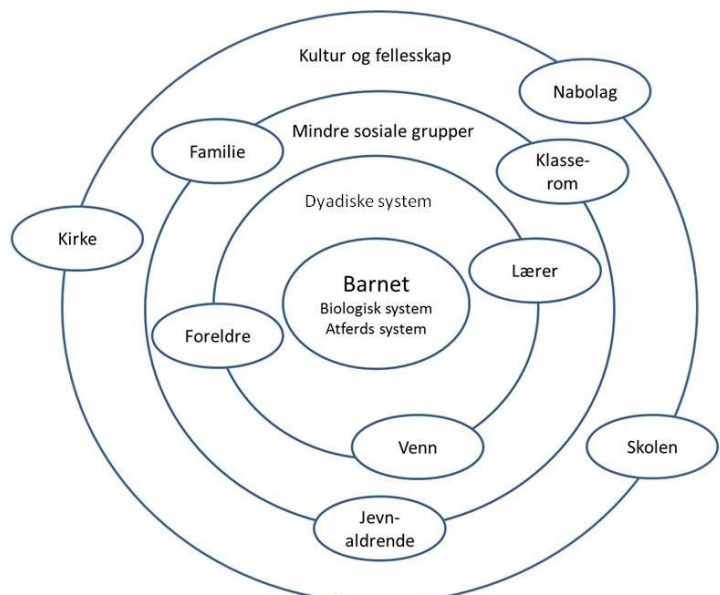 Kultur og fellesskap
Nabolag
Mindre sosiale grupper
Familie
Klasse-
rom
Dyadiske system
Kirke
Lærer
Barnet
Biologisk system
Atferds system
Foreldre
Venn
Skolen
Jevn-
aldrende